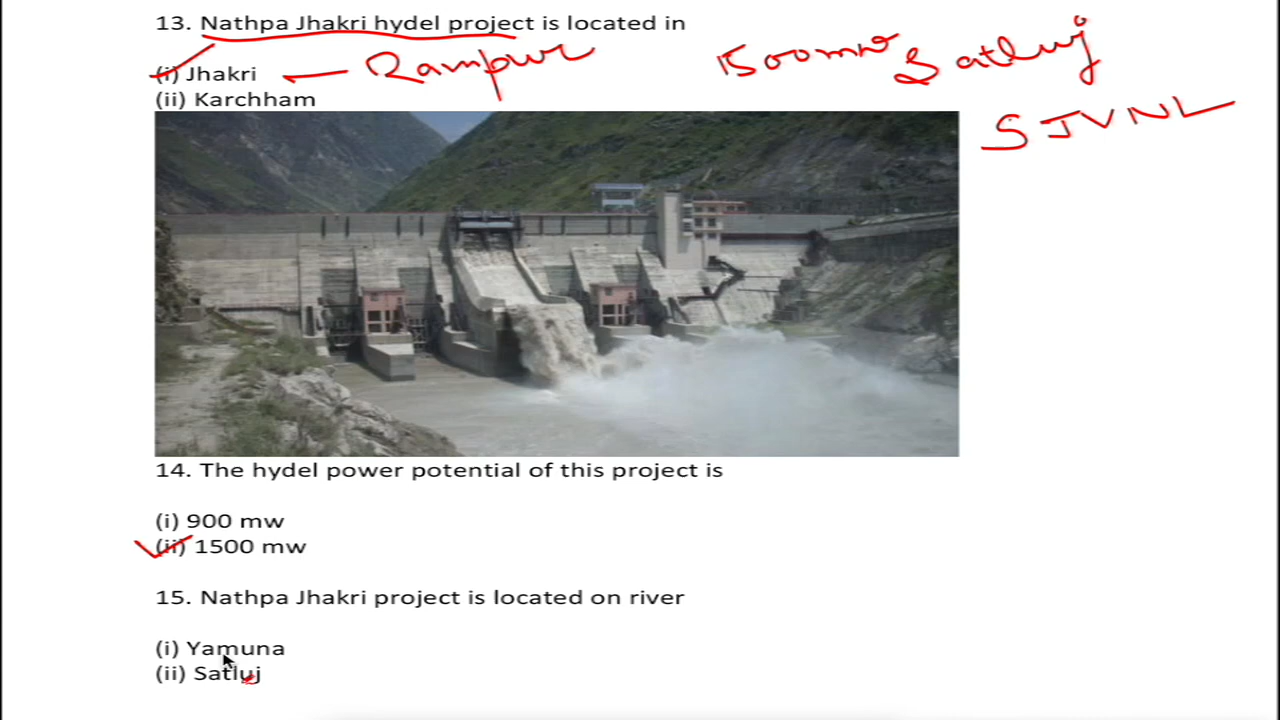 13. Nathpa Jhakri hydel project is located in
(i) Jhakri
Rampur
1500mw Satluj
SJVNL
(ii) Karchham
14. The hydel power potential of this project is
(i) 900 mw
(ii) 1500 mw
15. Nathpa Jhakri project is located on river
(i) Yamuna
(ii) Satluj